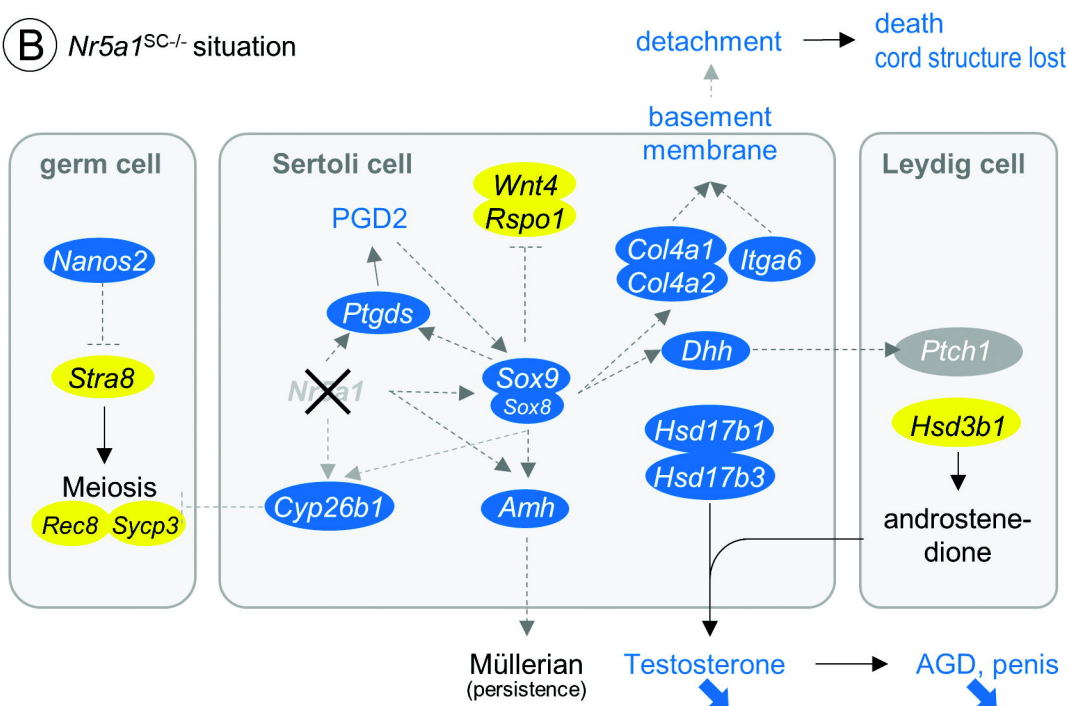 B Nr5a1SC-/- situation
detachment
death
cord structure lost
basement
membrane
germ cell
Sertoli cell
Leydig cell
Wnt4
Rspo1
PGD2
Nanos2
Col4a1
Col4a2
Itga6
Ptgds
Dhh
Ptch1
Stra8
Nr5a1
Sox9
Sox8
Hsd17b1
Hsd17b3
Hsd3b1
Meiosis
Rec8
Sycp3
Cyp26b1
Amh
androstene-
dione
Müllerian
(persistence)
Testosterone
AGD, penis